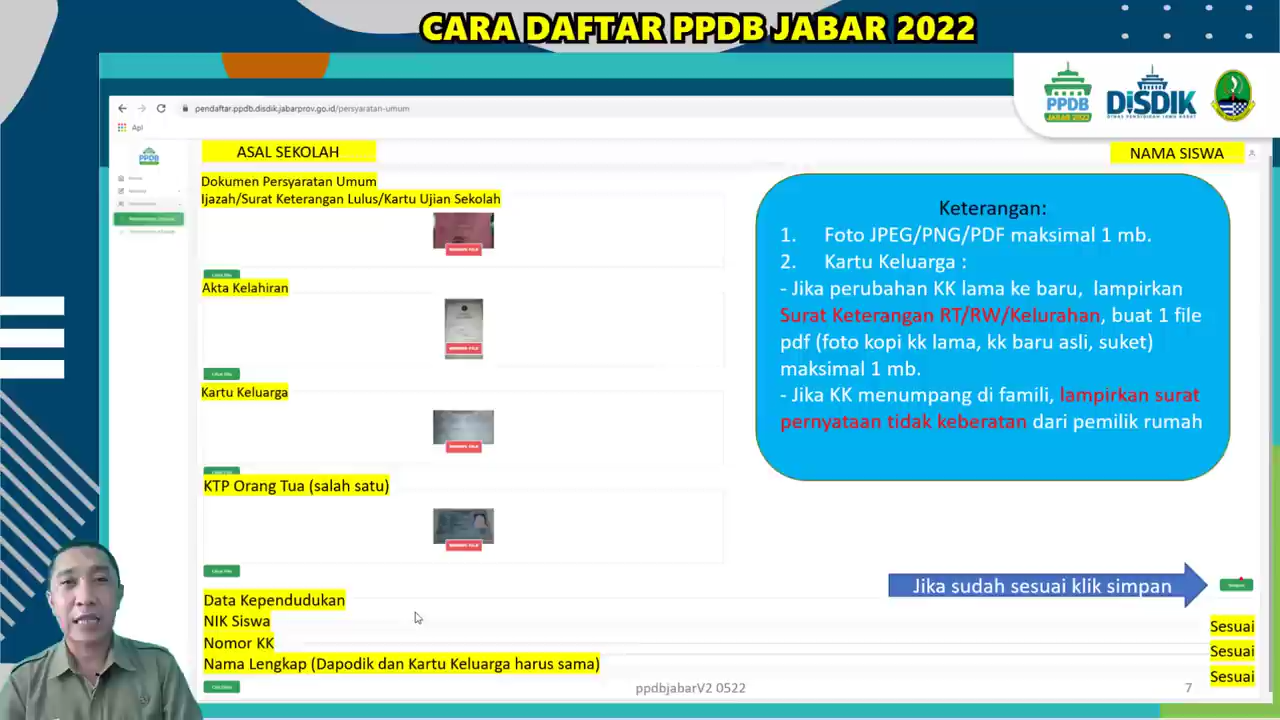 CARA DAFTAR PPDB JABAR 2022
PPDB
JABAR 2022
DISDIK
DINAS PENDIDIKAN JAWA BARAT
pendaftar.ppdb.disdik.jabarprov.go.id/persyaratan-umum
Apl
PPDB
ASAL SEKOLAH
NAMA SISWA
Dokumen Persyaratan Umum
Ijazah/Surat Keterangan Lulus/Kartu Ujian Sekolah
Akta Kelahiran
Kartu Keluarga
KTP Orang Tua (salah satu)
Keterangan:
1. Foto JPEG/PNG/PDF maksimal 1 mb.
2. Kartu Keluarga :
- Jika perubahan KK lama ke baru, lampirkan
Surat Keterangan RT/RW/Kelurahan, buat 1 file
pdf (foto kopi kk lama, kk baru asli, suket)
maksimal 1 mb.
- Jika KK menumpang di famili, lampirkan surat
pernyataan tidak keberatan dari pemilik rumah
Jika sudah sesuai klik simpan
Data Kependudukan
NIK Siswa
Sesuai
Nomor KK
Sesuai
Nama Lengkap (Dapodik dan Kartu Keluarga harus sama)
Sesuai
ppdbjabarV2 0522
7